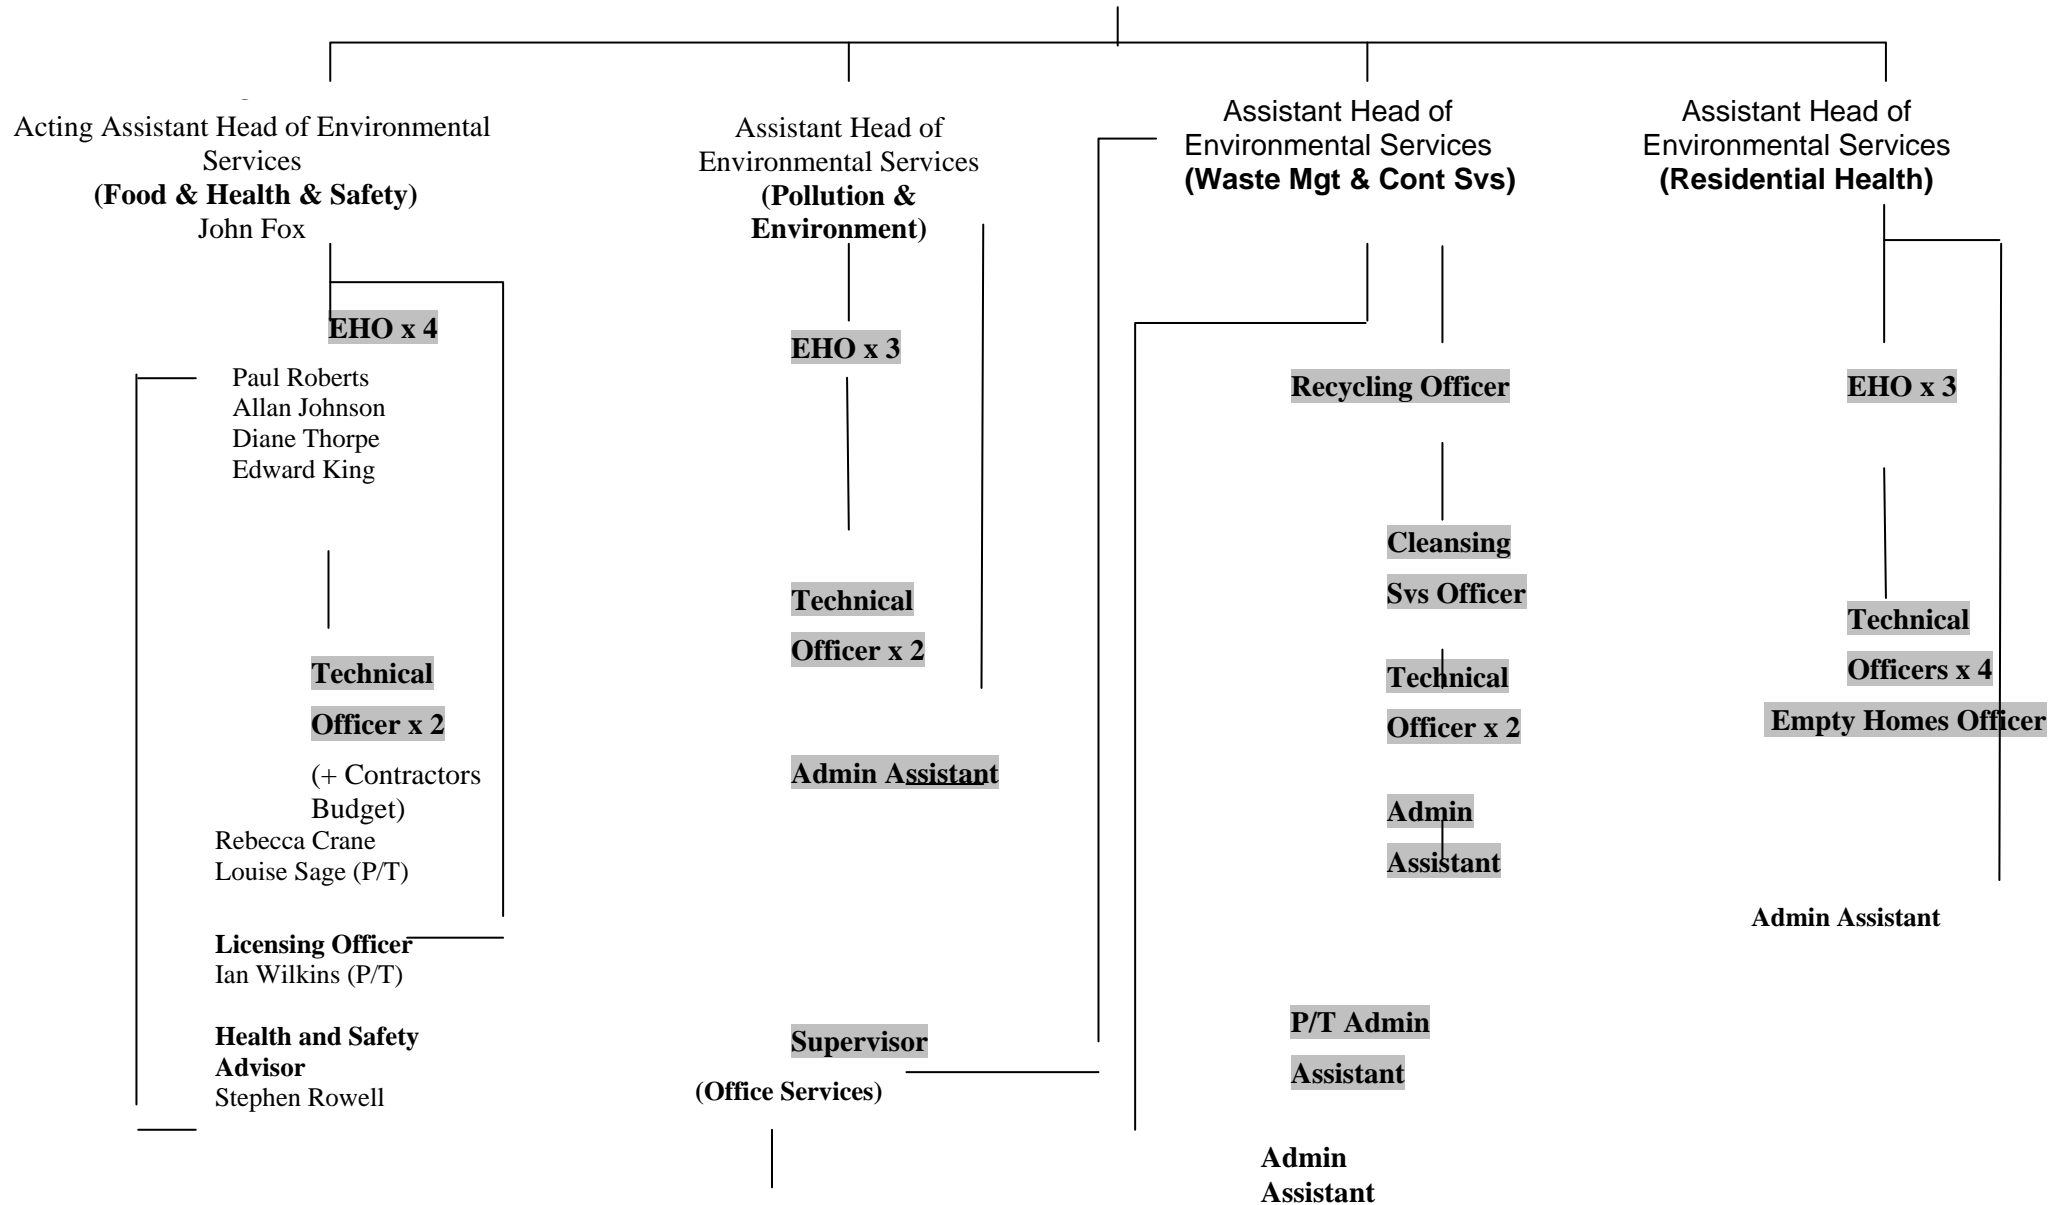 Acting Assistant Head of Environmental
Services
(Food & Health & Safety)
John Fox
EHO x 4
Paul Roberts
Allan Johnson
Diane Thorpe
Edward King
Technical
Officer x 2
(+ Contractors
Budget)
Rebecca Crane
Louise Sage (P/T)
Licensing Officer
Ian Wilkins (P/T)
Health and Safety
Advisor
Stephen Rowell
Assistant Head of
Environmental Services
(Pollution &
Environment)
EHO x 3
Technical
Officer x 2
Admin Assistant
Supervisor
(Office Services)
Assistant Head of
Environmental Services
(Waste Mgt & Cont Svs)
Recycling Officer
Cleansing
Svs Officer
Technical
Officer x 2
Admin
Assistant
P/T Admin
Assistant
Admin
Assistant
Assistant Head of
Environmental Services
(Residential Health)
EHO x 3
Technical
Officers x 4
Empty Homes Officer
Admin Assistant